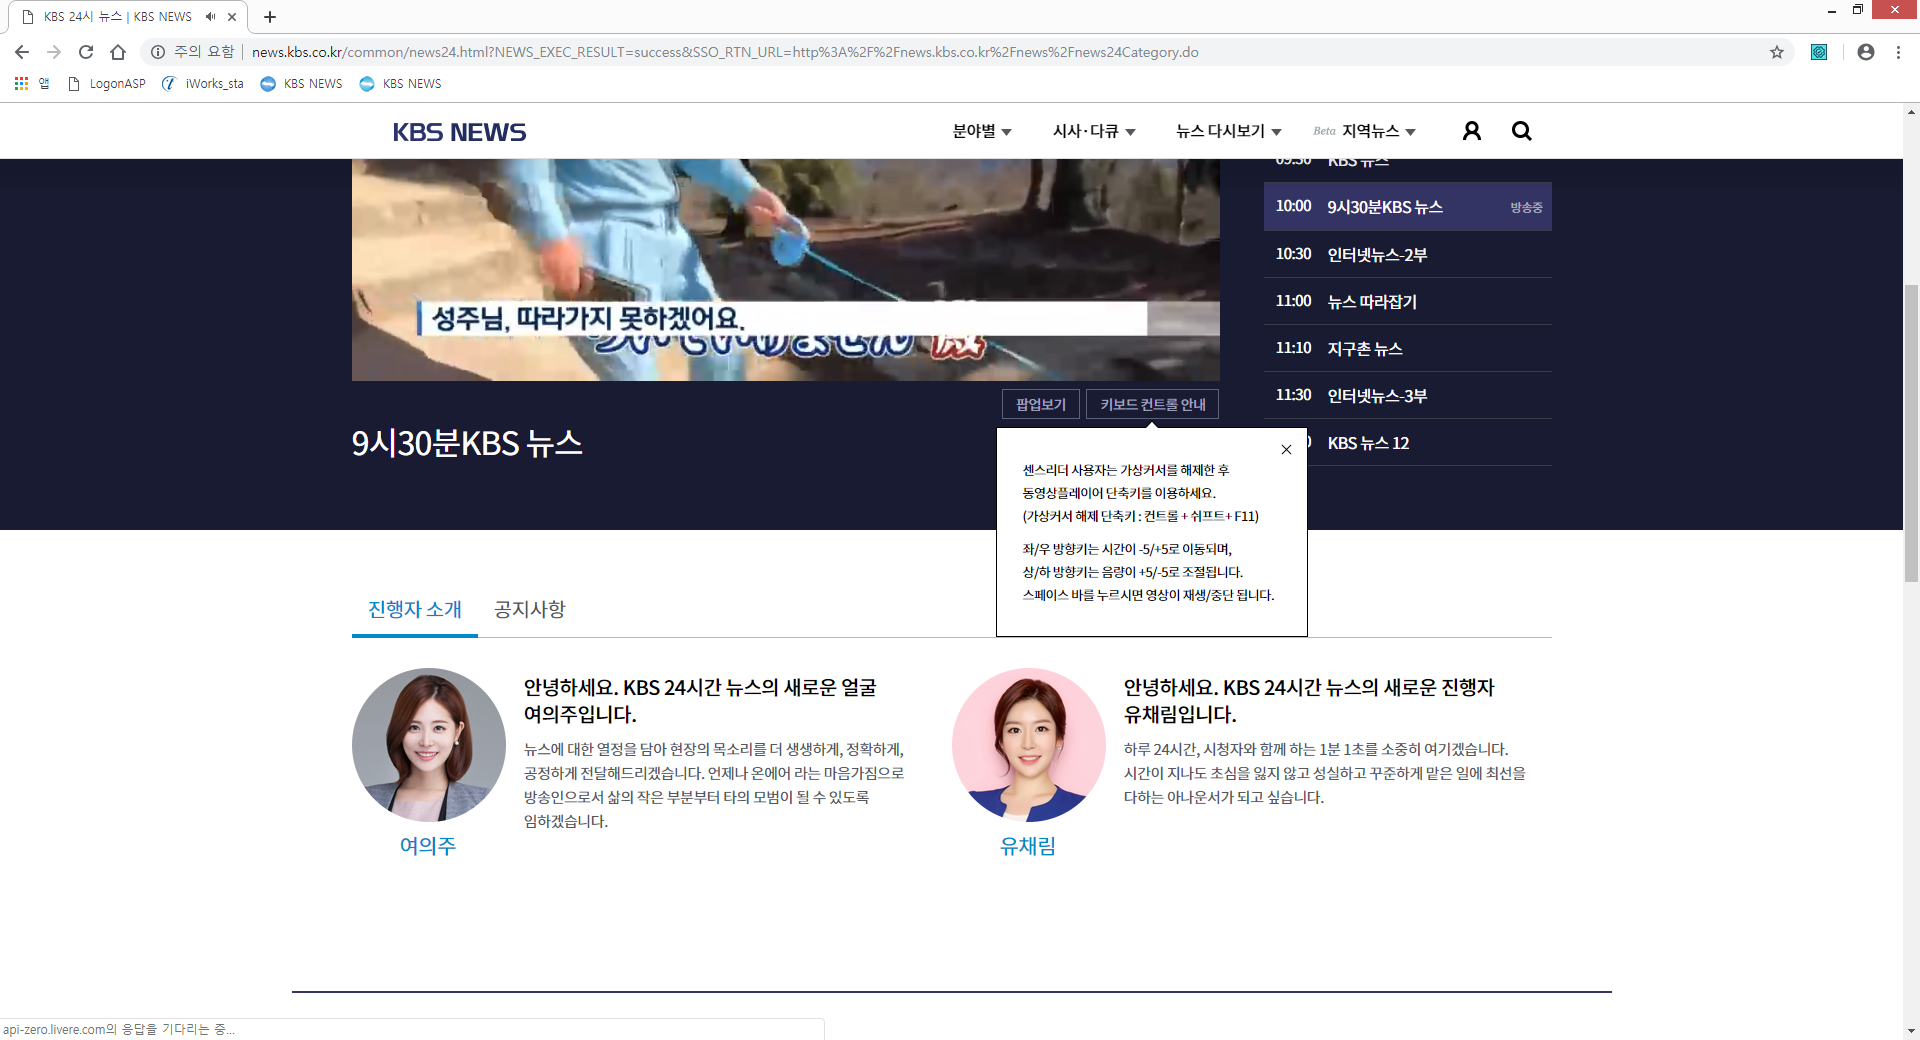 KBS 24시 뉴스 | KBS NEWS
주의 요함
news.kbs.co.kr/common/news24.html?NEWS_EXEC_RESULT=success&SSO_RTN_URL=http%3A%2F%2Fnews.kbs.co.kr%2Fnews%2Fnews24Category.do
앱 LogonASP iWorks_sta KBS NEWS KBS NEWS
KBS NEWS 분야별 시사·다큐 뉴스 다시보기 Beta 지역뉴스
09:30 KBS 뉴스
10:00 9시30분KBS 뉴스 방송중
10:30 인터넷뉴스-2부
11:00 뉴스 따라잡기
11:10 지구촌 뉴스
11:30 인터넷뉴스-3부
KBS 뉴스 12
성주님, 따라가지 못하겠어요.
팝업보기 키보드 컨트롤 안내
9시30분KBS 뉴스
센스리더 사용자는 가상커서를 해제한 후
동영상플레이어 단축키를 이용하세요.
(가상커서 해제 단축키 : 컨트롤 + 쉬프트+ F11)
좌/우 방향키는 시간이 -5/+5로 이동되며,
상/하 방향키는 음량이 +5/-5로 조절됩니다.
스페이스 바를 누르시면 영상이 재생/중단 됩니다.
진행자 소개 공지사항
안녕하세요. KBS 24시간 뉴스의 새로운 얼굴
여의주입니다.
뉴스에 대한 열정을 담아 현장의 목소리를 더 생생하게, 정확하게,
공정하게 전달해드리겠습니다. 언제나 온에어 라는 마음가짐으로
방송인으로서 삶의 작은 부분부터 타의 모범이 될 수 있도록
임하겠습니다.
여의주
안녕하세요. KBS 24시간 뉴스의 새로운 진행자
유채림입니다.
하루 24시간, 시청자와 함께 하는 1분 1초를 소중히 여기겠습니다.
시간이 지나도 초심을 잃지 않고 성실하고 꾸준하게 맡은 일에 최선을
다하는 아나운서가 되고 싶습니다.
유채림
api-zero.livere.com의 응답을 기다리는 중...